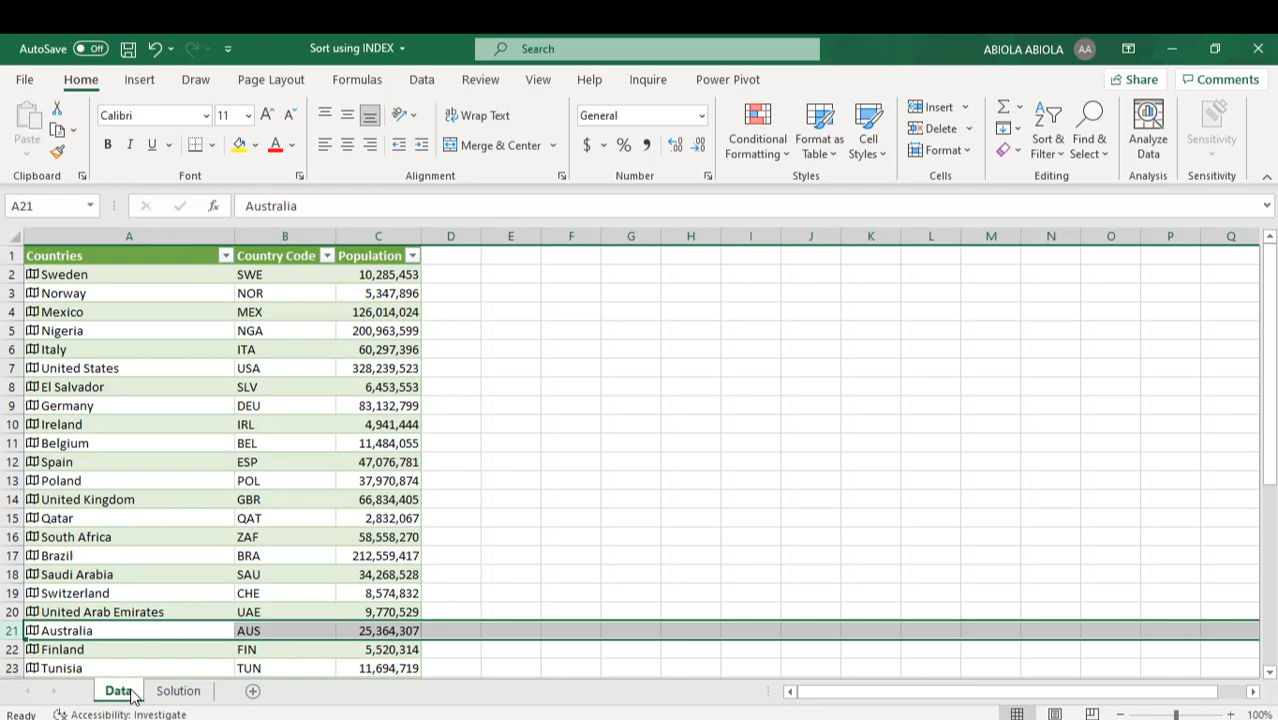 AutoSave Off Sort using INDEX Search ABIOLA ABIOLA AA
File Home Insert Draw Page Layout Formulas Data Review View Help Inquire Power Pivot Share Comments
Paste
Clipboard
Calibri 11
B I U A
Font
Wrap Text
Merge & Center
Alignment
General
$ % 9
Number
Conditional Formatting
Format as Table
Cell Styles
Styles
Insert
Delete
Format
Cells
Sort & Filter
Find & Select
Editing
Analyze Data
Analysis
Sensitivity
Sensitivity
A21 fx Australia
A B C D E F G H I J K L M N O P Q
1 Countries Country Code Population
2 Sweden SWE 10,285,453
3 Norway NOR 5,347,896
4 Mexico MEX 126,014,024
5 Nigeria NGA 200,963,599
6 Italy ITA 60,297,396
7 United States USA 328,239,523
8 El Salvador SLV 6,453,553
9 Germany DEU 83,132,799
10 Ireland IRL 4,941,444
11 Belgium BEL 11,484,055
12 Spain ESP 47,076,781
13 Poland POL 37,970,874
14 United Kingdom GBR 66,834,405
15 Qatar QAT 2,832,067
16 South Africa ZAF 58,558,270
17 Brazil BRA 212,559,417
18 Saudi Arabia SAU 34,268,528
19 Switzerland CHE 8,574,832
20 United Arab Emirates UAE 9,770,529
21 Australia AUS 25,364,307
22 Finland FIN 5,520,314
23 Tunisia TUN 11,694,719
Data Solution
Ready Accessibility: Investigate 100%